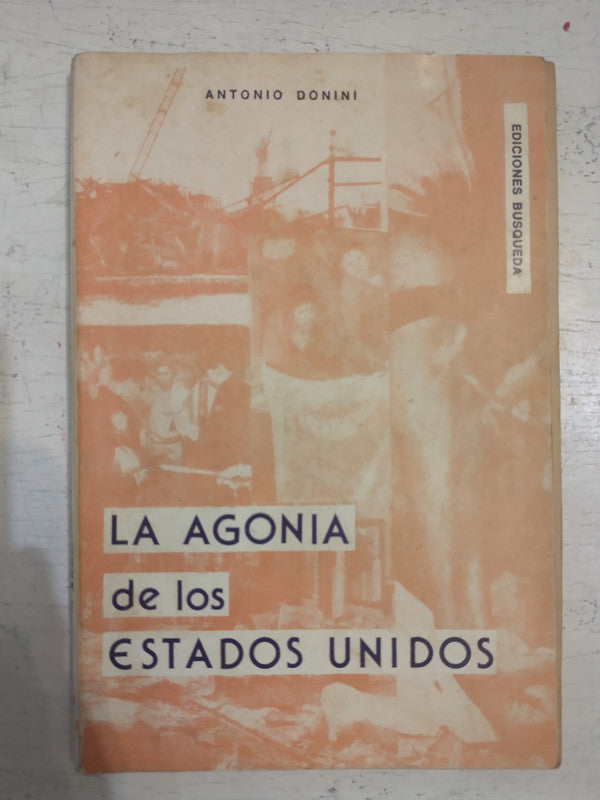 ANTONIO DONINI
EDICIONES BUSQUEDA
LA AGONIA
de los
ESTADOS UNIDOS